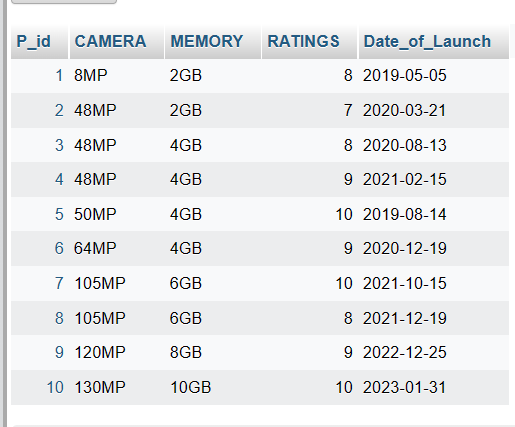 P_id CAMERA MEMORY RATINGS Date_of_Launch
1 8MP 2GB 8 2019-05-05
2 48MP 2GB 7 2020-03-21
3 48MP 4GB 8 2020-08-13
4 48MP 4GB 9 2021-02-15
5 50MP 4GB 10 2019-08-14
6 64MP 4GB 9 2020-12-19
7 105MP 6GB 10 2021-10-15
8 105MP 6GB 8 2021-12-19
9 120MP 8GB 9 2022-12-25
10 130MP 10GB 10 2023-01-31